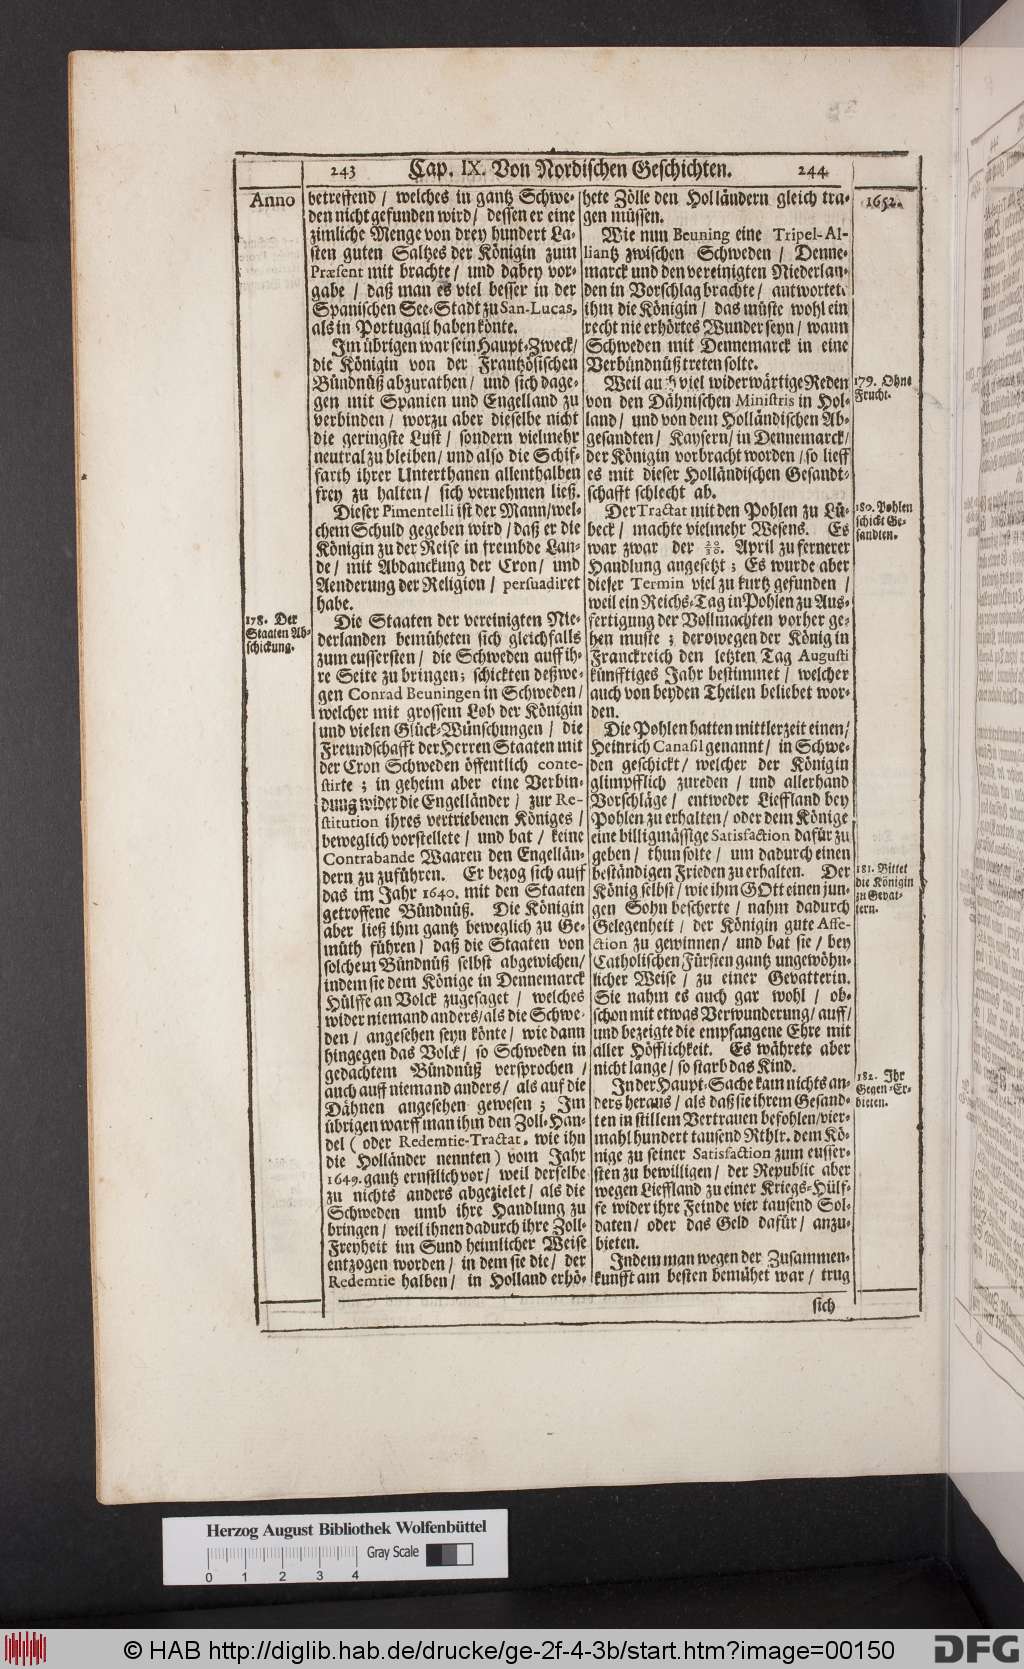 243 Cap. IX. Von Nordischen Geschichten. 244
Anno
betreffend / welches in gantz Schwe-
den nicht gefunden wird / dessen er eine
zimliche Menge von drey hundert La-
sten guten Saltzes der Königin zum
Præsent mit brachte / und dabey vor-
gabe / daß man es viel besser in der
Spanischen See-Stadt zu San-Lucas,
als in Portugall haben könte.
Im übrigen war sein Haupt-Zweck /
die Königin von der Frantzösischen
Bündnüß abzurathen / und sich dage-
gen mit Spanien und Engelland zu
verbinden / worzu aber dieselbe nicht
die geringste Lust / sondern vielmehr
neutral zu bleiben / und also die Schif-
farth ihrer Unterthanen allenthalben
frey zu halten / sich vernehmen ließ.
Dieser Pimentelli ist der Mann / wel-
chem Schuld gegeben wird / daß er die
Königin zu der Reise in frembde Lan-
de / mit Abdanckung der Cron / und
Aenderung der Religion / persuadiret
habe.
178. Der
Staaten Ab-
schickung.
Die Staaten der vereinigten Nie-
derlanden bemüheten sich gleichfalls
zum eussersten / die Schweden auff ih-
re Seite zu bringen; schickten deßwe-
gen Conrad Beuningen in Schweden /
welcher mit grossem Lob der Königin
und vielen Glück-Wünschungen / die
Freundschafft der Herren Staaten mit
der Cron Schweden öffentlich conte-
stirte ; in geheim aber eine Verbin-
dung wider die Engelländer / zur Re-
stitution ihres vertriebenen Königes /
beweglich vorstellete / und bat / keine
Contrabande Waaren den Engellän-
dern zu zuführen. Er bezog sich auff
das im Jahr 1640. mit den Staaten
getroffene Bündnüß. Die Königin
aber ließ ihm gantz beweglich zu Ge-
müth führen / daß die Staaten von
solchem Bündnüß selbst abgewichen /
indem sie dem Könige in Dennemarck
Hülffe an Volck zugesaget / welches
wider niemand anders / als die Schwe-
den / angesehen seyn könte / wie dann
hingegen das Volck / so Schweden in
gedachtem Bündnüß versprochen /
auch auff niemand anders / als auf die
Dähnen angesehen gewesen ; Im
übrigen warff man ihm den Zoll-Han-
del ( oder Redemtie-Tractat, wie ihn
die Holländer nennten ) vom Jahr
1649. gantz ernstlich vor / weil derselbe
zu nichts anders abgezielet / als die
Schweden umb ihre Handlung zu
bringen / weil ihnen dadurch ihre Zoll-
Freyheit im Sund heimlicher Weise
entzogen worden / in dem sie die / der
Redemtie halben / in Holland erhö-
1652.
hete Zölle den Holländern gleich tra-
gen müssen.
Wie nun Beuning eine Tripel-Al-
liantz zwischen Schweden / Denne-
marck und den vereinigten Niederlan-
den in Vorschlag brachte / antwortete
ihm die Königin / das müste wohl ein
recht nie erhörtes Wunder seyn / wann
Schweden mit Dennemarck in eine
Verbündnüß treten solte.
179. Ohne
Frucht.
Weil auch viel widerwärtige Reden
von den Dähnischen Ministris in Hol-
land / und von dem Holländischen Ab-
gesandten / Kaysern / in Dennemarck /
der Königin vorbracht worden / so lieff
es mit dieser Holländischen Gesandt-
schafft schlecht ab.
180. Pohlen
schickt Ge-
sandten.
Der Tractat mit den Pohlen zu Lü-
beck / machte vielmehr Wesens. Es
war zwar der 20/30. April zu fernerer
Handlung angesetzt ; Es wurde aber
dieser Termin viel zu kurtz gefunden /
weil ein Reichs-Tag in Pohlen zu Aus-
fertigung der Vollmachten vorher ge-
hen muste ; derowegen der König in
Franckreich den letzten Tag Augusti
künfftiges Jahr bestimmet / welcher
auch von beyden Theilen beliebet wor-
den.
Die Pohlen hatten mittlerzeit einen /
Heinrich Canasil genannt / in Schwe-
den geschickt / welcher der Königin
glimpfflich zureden / und allerhand
Vorschläge / entweder Lieffland bey
Pohlen zu erhalten / oder dem Könige
eine billigmässige Satisfaction dafür zu
geben / thun solte / um dadurch einen
beständigen Frieden zu erhalten. Der
181. Bittet
die Königin
zu Gevat-
tern.
König selbst / wie ihm GOtt einen jun-
gen Sohn bescherte / nahm dadurch
Gelegenheit / der Königin gute Affe-
ction zu gewinnen / und bat sie / bey
Catholischen Fürsten gantz ungewöhn-
licher Weise / zu einer Gevatterin.
Sie nahm es auch gar wohl / ob-
schon mit etwas Verwunderung / auff /
und bezeigte die empfangene Ehre mit
aller Höfflichkeit. Es währete aber
nicht lange / so starb das Kind.
182. Ihr
Gegen-Er-
bieten.
In der Haupt-Sache kam nichts an-
ders heraus / als daß sie ihrem Gesand-
ten in stillem Vertrauen befohlen / vier-
mahl hundert tausend Rthlr. dem Kö-
nige zu seiner Satisfaction zum eusser-
sten zu bewilligen / der Republic aber
wegen Lieffland zu einer Kriegs-Hülf-
fe wider ihre Feinde vier tausend Sol-
daten / oder das Geld dafür / anzu-
bieten.
Indem man wegen der Zusammen-
kunfft am besten bemühet war / trug
sich
Herzog August Bibliothek Wolfenbüttel
Gray Scale
0 1 2 3 4
© HAB http://diglib.hab.de/drucke/ge-2f-4-3b/start.htm?image=00150
DFG